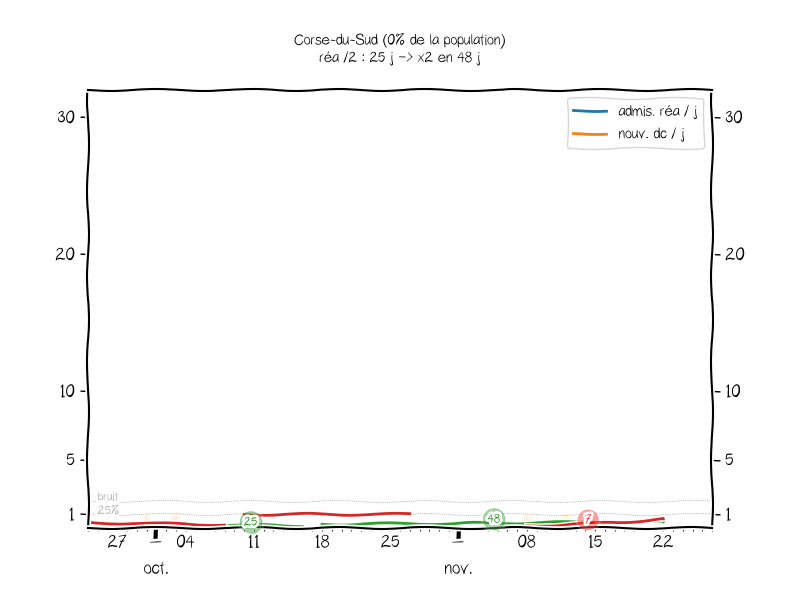 Corse-du-Sud (0% de la population)
réa /2 : 25 j -> x2 en 48 j
admis. réa / j
nouv. dc / j
30 30
20 20
10 10
5 5
bruit
25%
1 1
25 48 7
27 04 11 18 25 08 15 22
oct. nov.